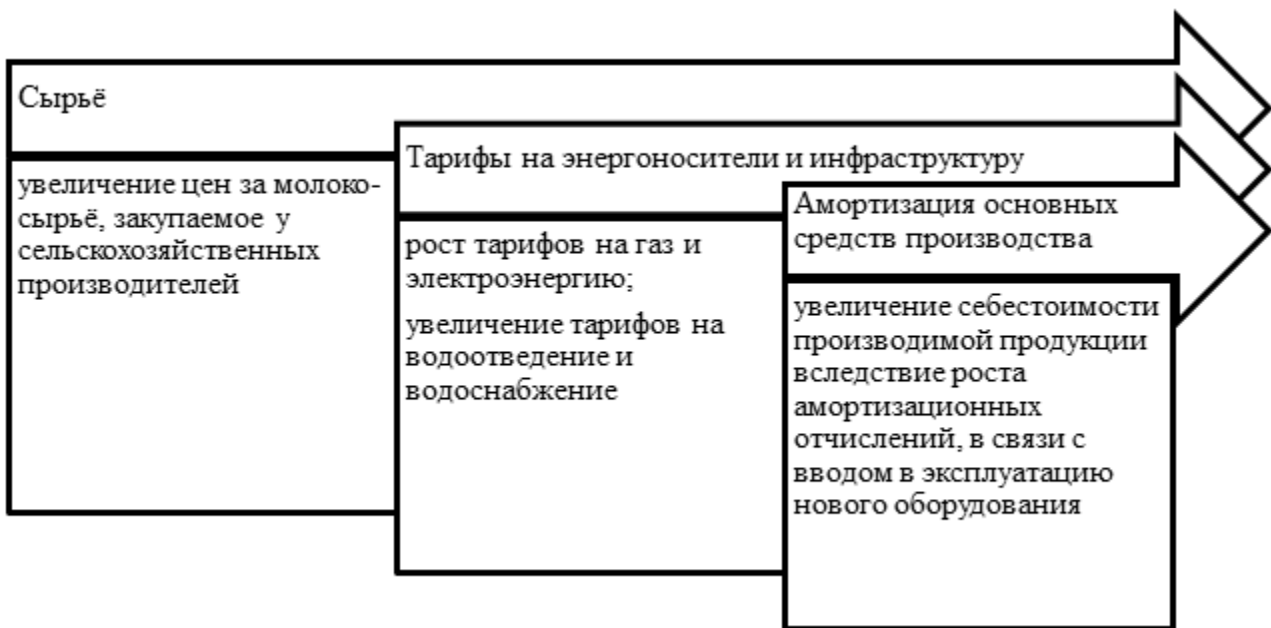 Сырьё
увеличение цен за молоко-
сырьё, закупаемое у
сельскохозяйственных
производителей
Тарифы на энергоносители и инфраструктуру
рост тарифов на газ и
электроэнергию;
увеличение тарифов на
водоотведение и
водоснабжение
Амортизация основных
средств производства
увеличение себестоимости
производимой продукции
вследствие роста
амортизационных
отчислений, в связи с
вводом в эксплуатацию
нового оборудования